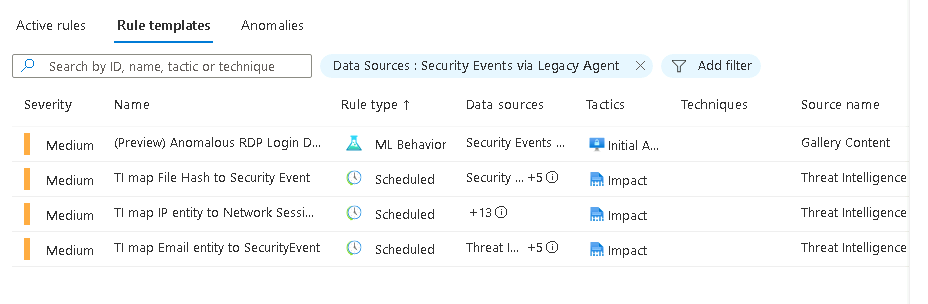 Active rules Rule templates Anomalies
Search by ID, name, tactic or technique Data Sources : Security Events via Legacy Agent Add filter
Severity Name Rule type ↑ Data sources Tactics Techniques Source name
Medium (Preview) Anomalous RDP Login D... ML Behavior Security Events ... Initial A... Gallery Content
Medium TI map File Hash to Security Event Scheduled Security ... +5 Impact Threat Intelligence
Medium TI map IP entity to Network Sessi... Scheduled +13 Impact Threat Intelligence
Medium TI map Email entity to SecurityEvent Scheduled Threat I... +5 Impact Threat Intelligence